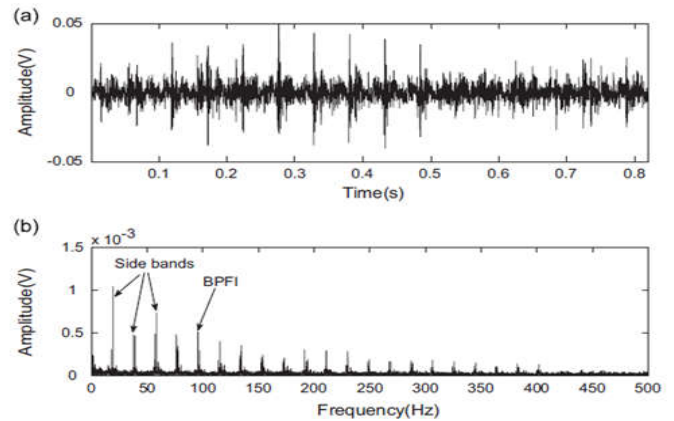 (a)
0.05
Amplitude(V)
0
-0.05
0.1 0.2 0.3 0.4 0.5 0.6 0.7 0.8
Time(s)
(b)
x 10-3
1.5
Side bands
BPFI
1
Amplitude(V)
0.5
0
0 50 100 150 200 250 300 350 400 450 500
Frequency(Hz)